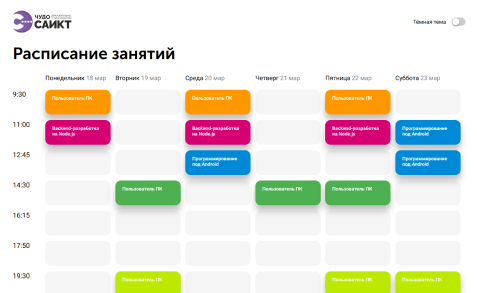 ЧУДО
САИКТ
Тёмная тема
Расписание занятий
Понедельник 18 мар Вторник 19 мар Среда 20 мар Четверг 21 мар Пятница 22 мар Суббота 23 мар
9:30
Пользователь ПК Пользователь ПК Пользователь ПК
11:00
Backend-разработка на Node.js Backend-разработка на Node.js Backend-разработка на Node.js Программирование под Android
12:45
Программирование под Android Программирование под Android
14:30
Пользователь ПК Пользователь ПК Пользователь ПК
16:15
17:50
19:30
Пользователь ПК Пользователь ПК Пользователь ПК